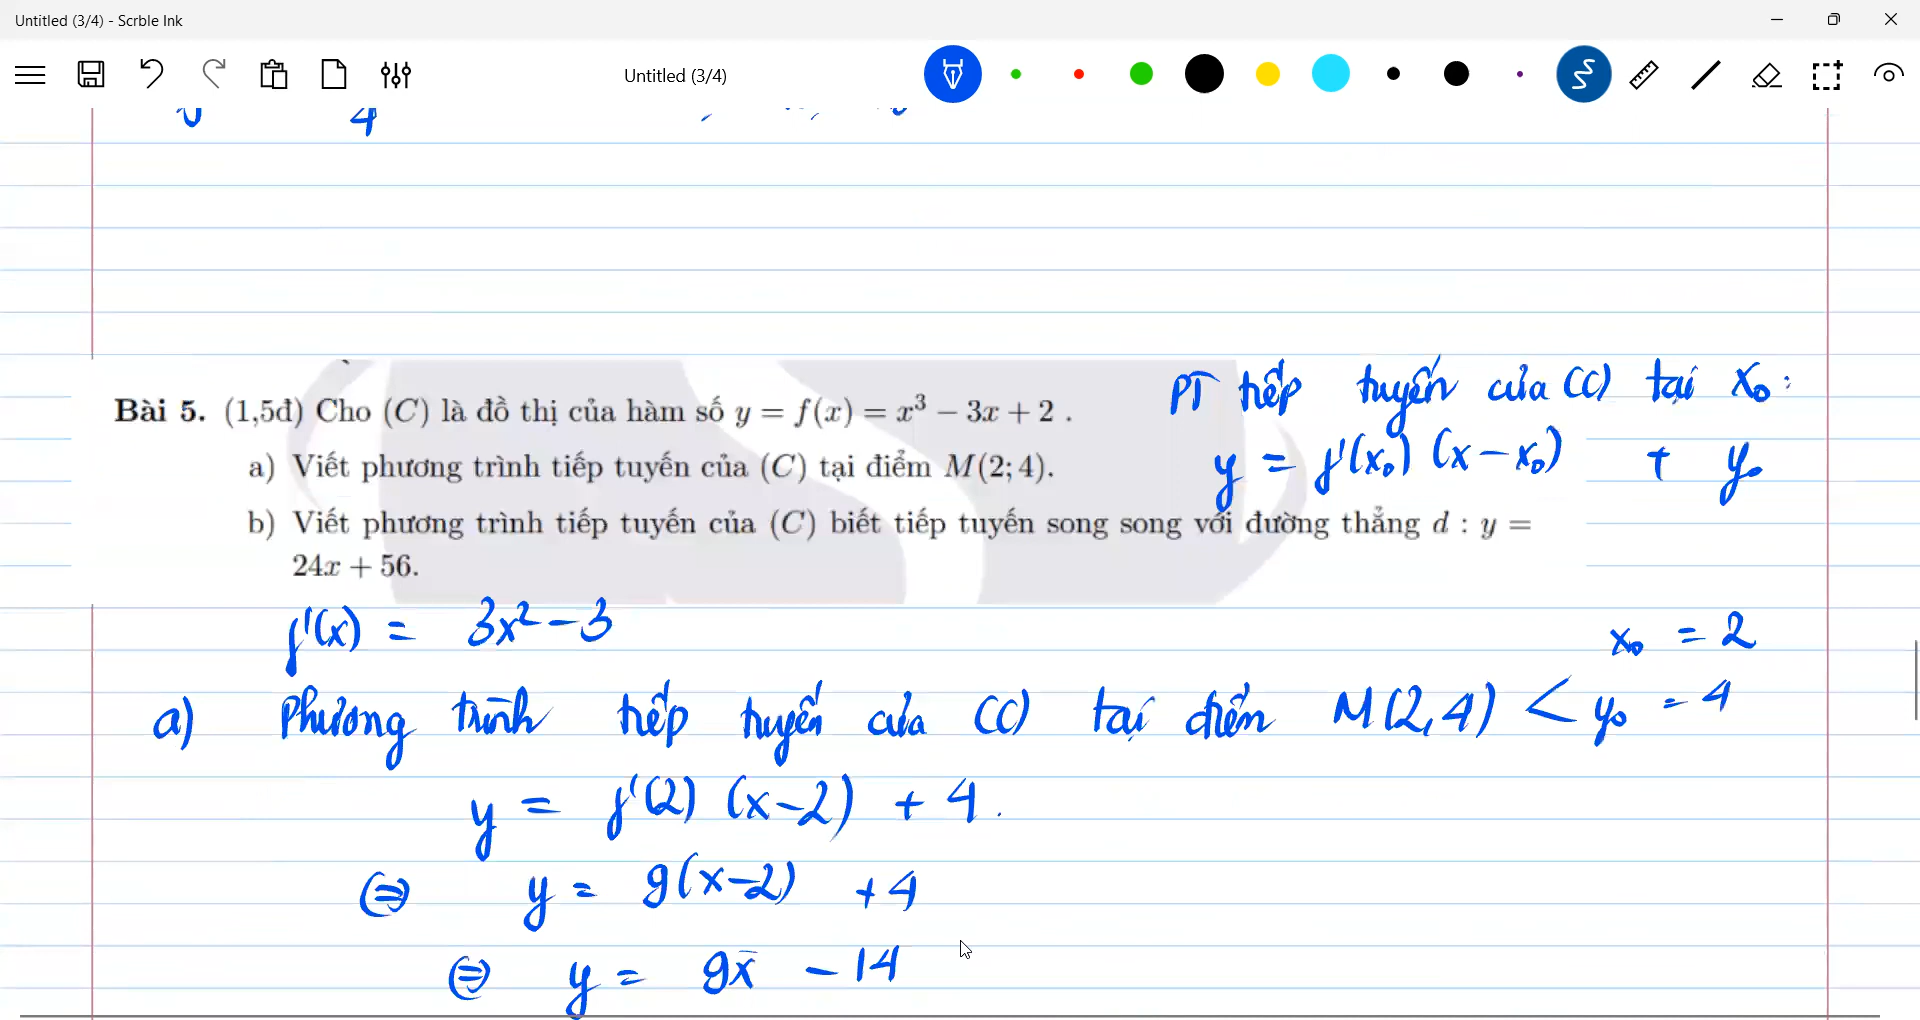 Untitled (3/4) - Scrble Ink
Untitled (3/4)
y 4
PT tiếp tuyến của (C) tại x₀ :
y = f'(x₀) (x - x₀) + y₀
Bài 5. (1,5đ) Cho (C) là đồ thị của hàm số y = f(x) = x³ − 3x + 2 .
a) Viết phương trình tiếp tuyến của (C) tại điểm M(2; 4).
b) Viết phương trình tiếp tuyến của (C) biết tiếp tuyến song song với đường thẳng d : y =
24x + 56.
f'(x) = 3x² - 3
x₀ = 2
a) Phương trình tiếp tuyến của (C) tại điểm M(2,4) < y₀ = 4
y = f'(2) (x-2) + 4.
⇔ y = 9(x-2) + 4
⇔ y = 9x - 14